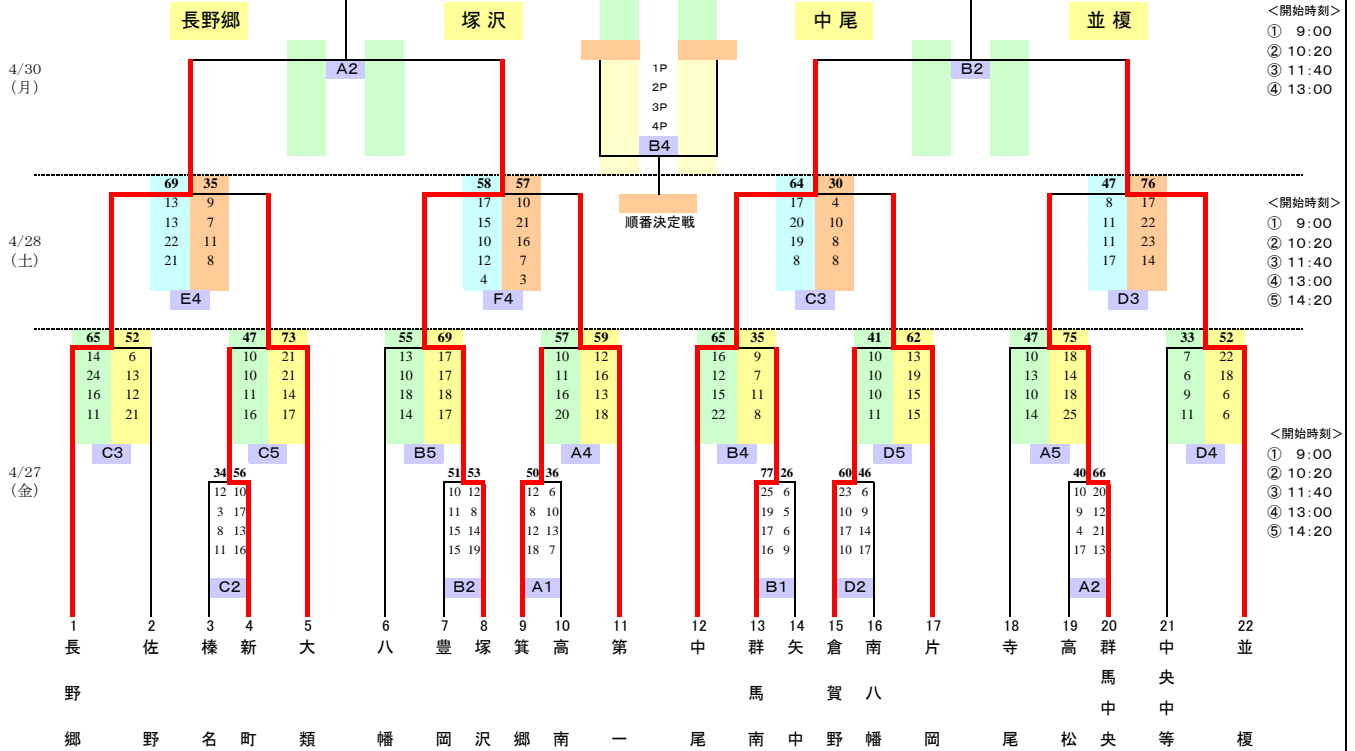 長野郷 塚沢 中尾 並榎
<開始時刻>
① 9:00
② 10:20
③ 11:40
④ 13:00
4/30
(月)
A2
B2
1P
2P
3P
4P
B4
順番決定戦
4/28
(土)
69 35
13 9
13 7
22 11
21 8
E4
58 57
17 10
15 21
10 16
12 7
4 3
F4
64 30
17 4
20 10
19 8
8 8
C3
47 76
8 17
11 22
11 23
17 14
D3
<開始時刻>
① 9:00
② 10:20
③ 11:40
④ 13:00
⑤ 14:20
65 52
14 6
24 13
16 12
11 21
C3
47 73
10 21
10 21
11 14
16 17
C5
55 69
13 17
10 17
18 18
14 17
B5
57 59
10 12
11 16
16 13
20 18
A4
65 35
16 9
12 7
15 11
22 8
B4
41 62
10 13
10 19
10 15
11 15
D5
47 75
10 18
13 14
10 18
14 25
A5
33 52
7 22
6 18
9 6
11 6
D4
4/27
(金)
34 56
12 10
3 17
8 13
11 16
C2
51 53
10 12
11 8
15 14
15 19
B2
50 36
12 6
8 10
12 13
18 7
A1
77 26
25 6
19 5
17 6
16 9
B1
60 46
23 6
10 9
17 14
10 17
D2
40 66
10 20
9 12
4 21
17 13
A2
<開始時刻>
① 9:00
② 10:20
③ 11:40
④ 13:00
⑤ 14:20
1 長野郷
2 佐野
3 榛名
4 新町
5 大類
6 八幡
7 豊岡
8 塚沢
9 箕郷
10 高南
11 第一
12 中尾
13 群馬南
14 矢中
15 倉賀野
16 南八幡
17 片岡
18 寺尾
19 高松
20 群馬中央
21 中央中等
22 並榎